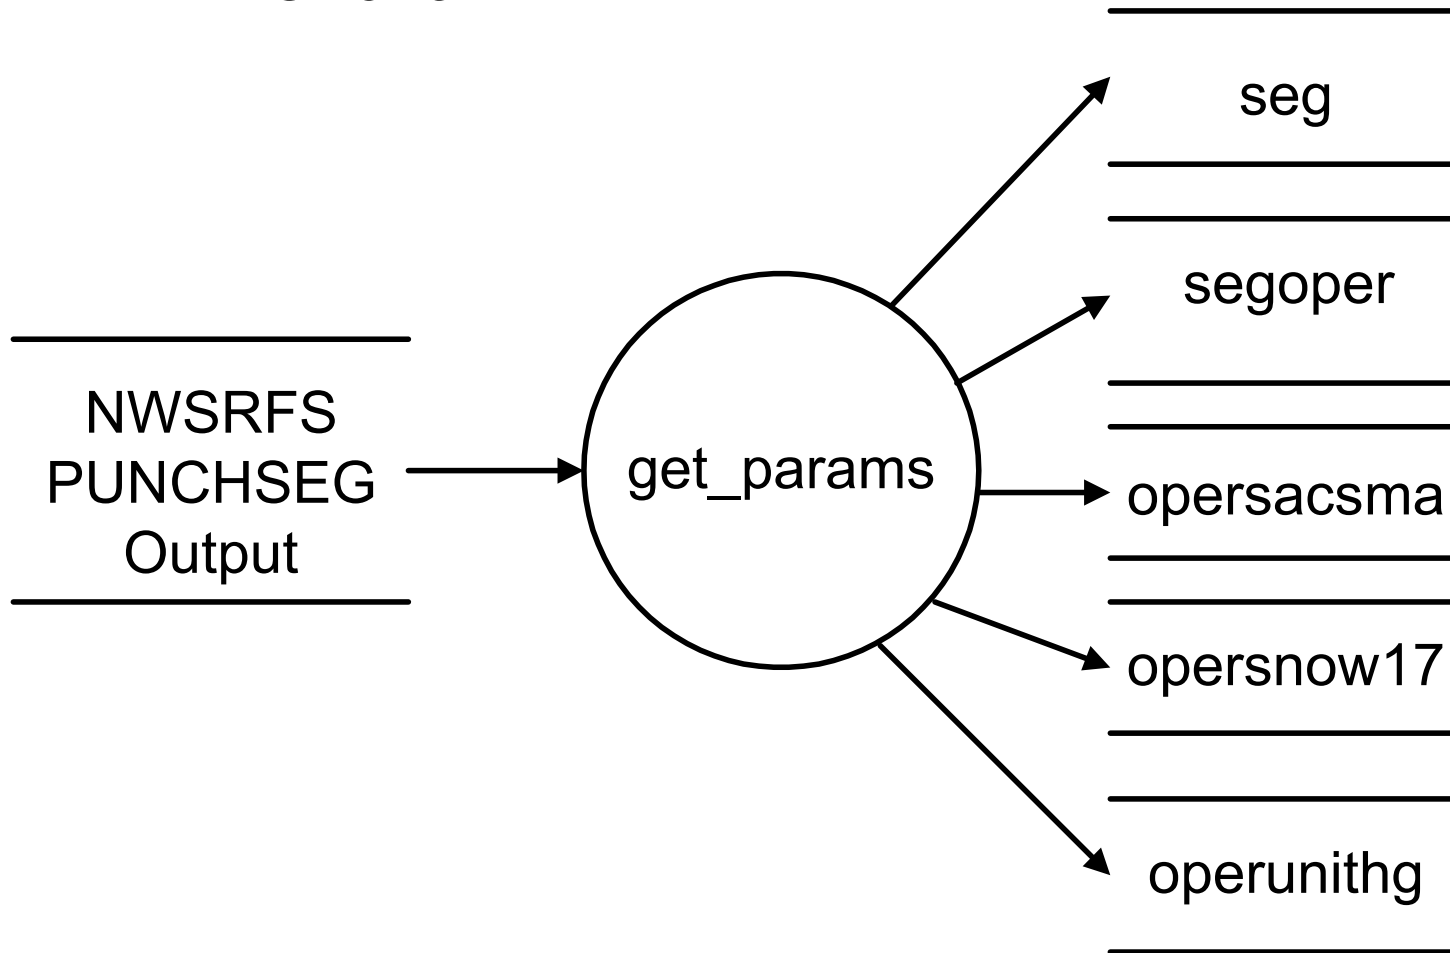 seg
segoper
NWSRFS
PUNCHSEG
Output
get_params
opersacsma
opersnow17
operunithg